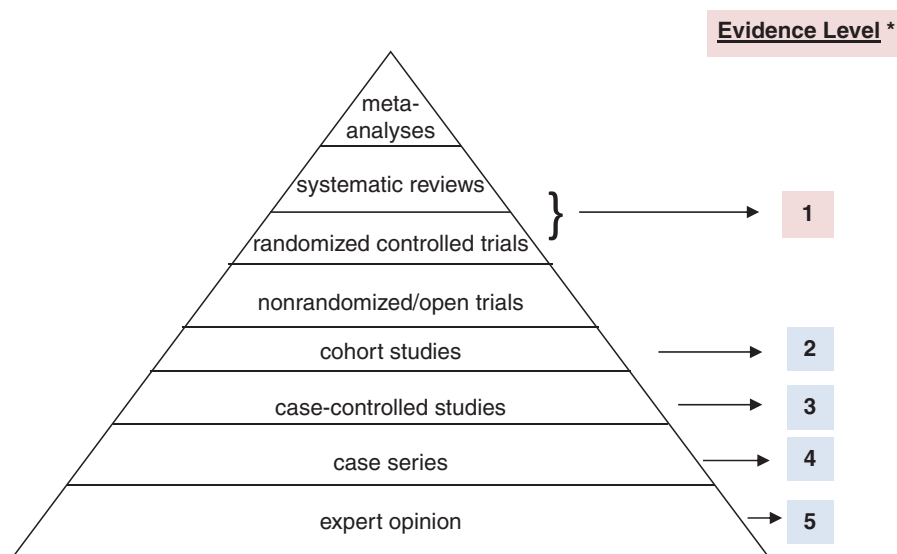 Evidence Level *
meta-
analyses
systematic reviews
} 1
randomized controlled trials
nonrandomized/open trials
cohort studies 2
case-controlled studies 3
case series 4
expert opinion 5